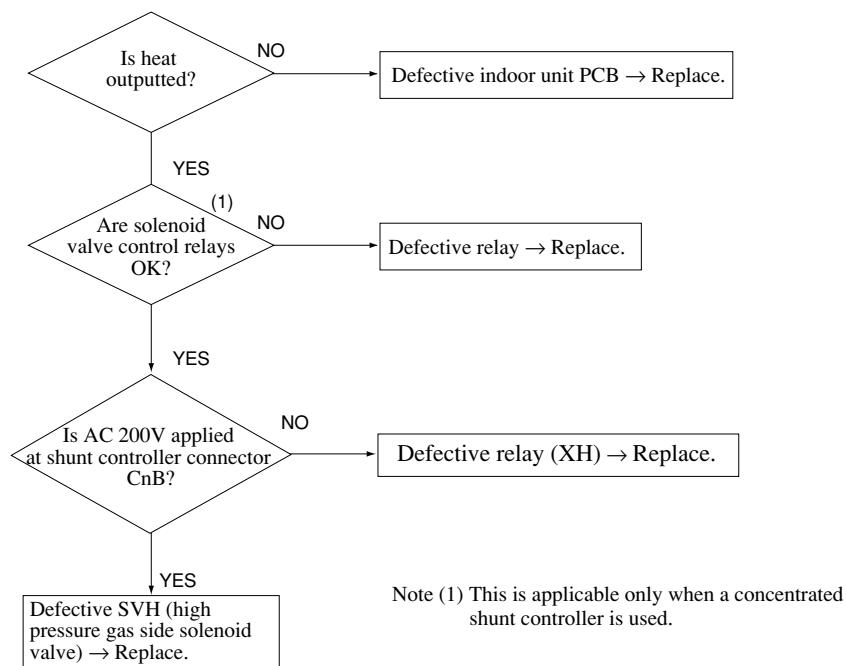 Is heat
outputted?
NO
Defective indoor unit PCB → Replace.
YES
(1)
Are solenoid
valve control relays
OK?
NO
Defective relay → Replace.
YES
Is AC 200V applied
at shunt controller connector
CnB?
NO
Defective relay (XH) → Replace.
YES
Defective SVH (high
pressure gas side solenoid
valve) → Replace.
Note (1) This is applicable only when a concentrated
shunt controller is used.